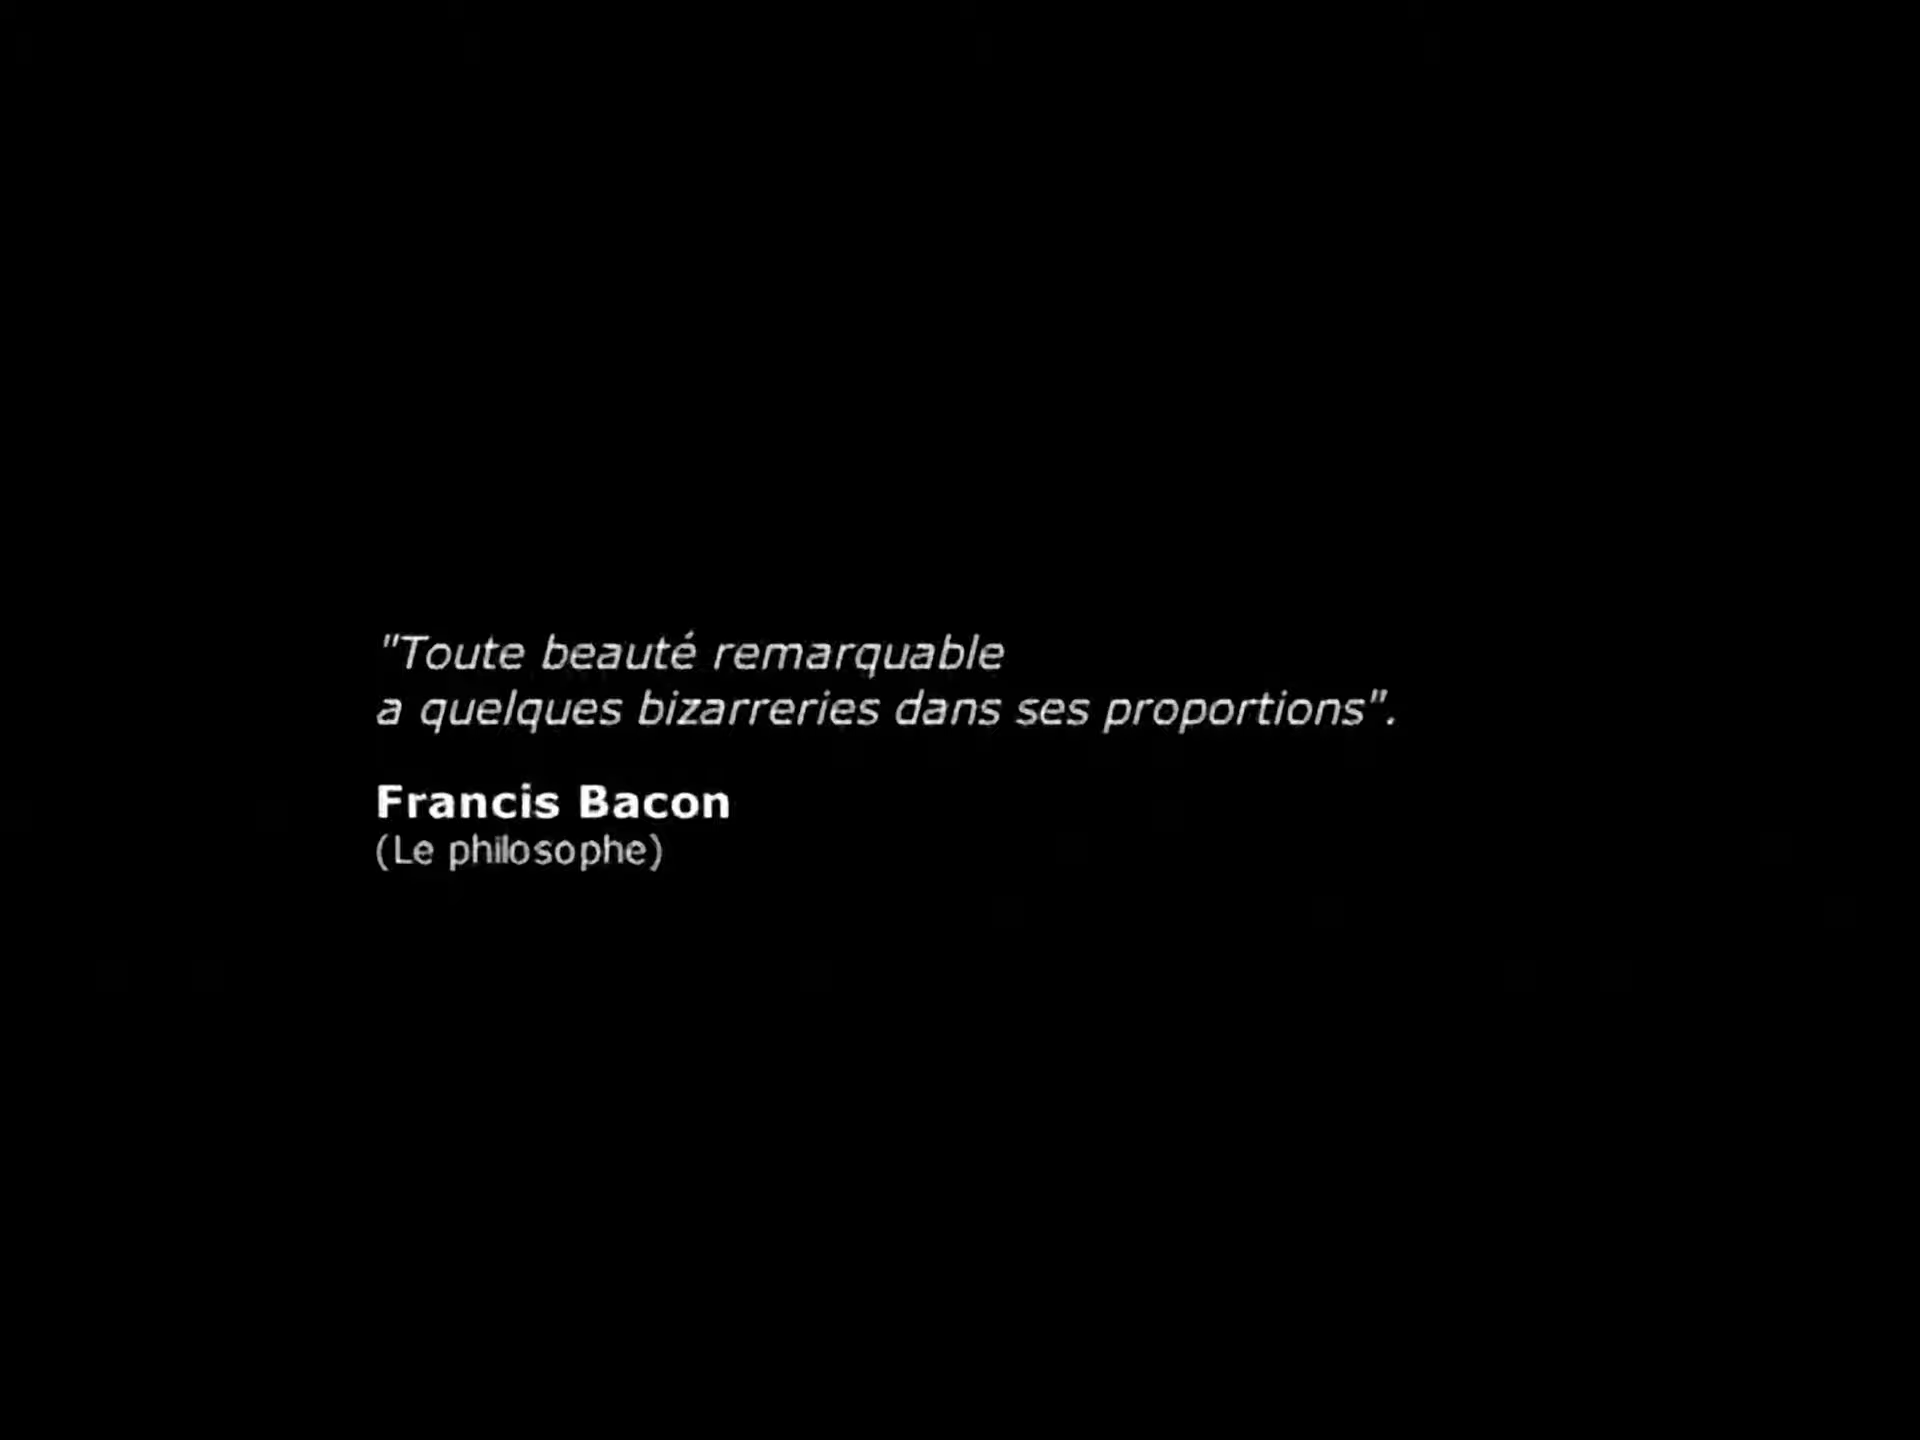 "Toute beauté remarquable
a quelques bizarreries dans ses proportions".
Francis Bacon
(Le philosophe)